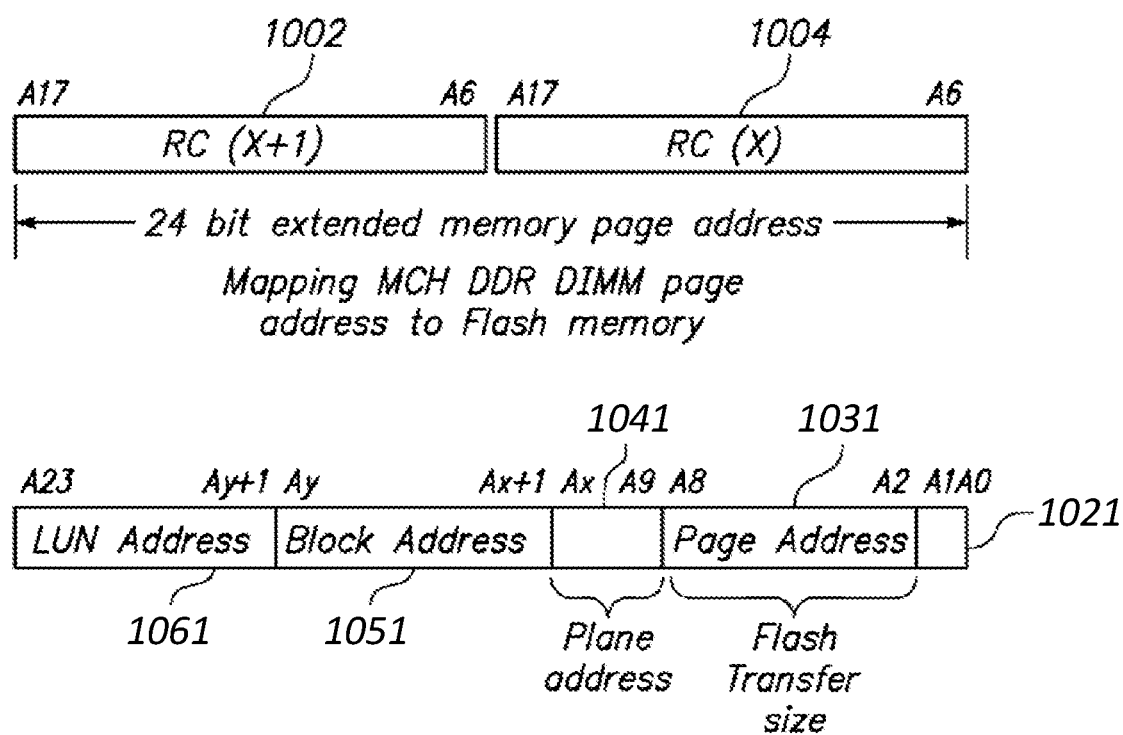 1002 1004
A17 A6 A17 A6
RC (X+1) RC (X)
24 bit extended memory page address
Mapping MCH DDR DIMM page
address to Flash memory
1041 1031
A23 Ay+1 Ay Ax+1 Ax A9 A8 A2 A1A0
1021
LUN Address Block Address Page Address
1061 1051
Plane Flash
address Transfer
size